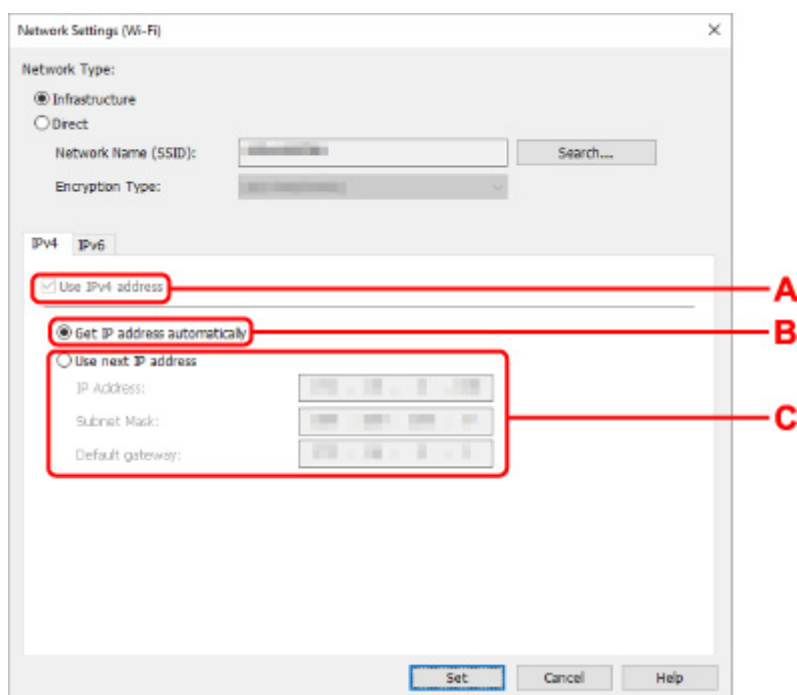 Network Settings (Wi-Fi)
Network Type:
Infrastructure
Direct
Network Name (SSID):
Search...
Encryption Type:
IPv4 IPv6
Use IPv4 address
A
Get IP address automatically
B
Use next IP address
IP Address:
Subnet Mask:
C
Default gateway:
Set Cancel Help